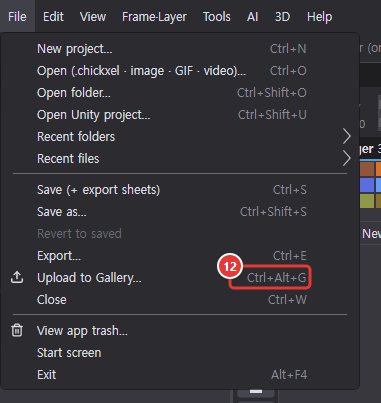 File Edit View Frame-Layer Tools AI 3D Help
New project... Ctrl+N
Open (.chickxel · image · GIF · video)... Ctrl+O
Open folder... Ctrl+Shift+O
Open Unity project... Ctrl+Shift+U
Recent folders
Recent files
Save (+ export sheets) Ctrl+S
Save as... Ctrl+Shift+S
Revert to saved
Export... Ctrl+E
12
Upload to Gallery... Ctrl+Alt+G
Close Ctrl+W
View app trash...
Start screen
Exit Alt+F4